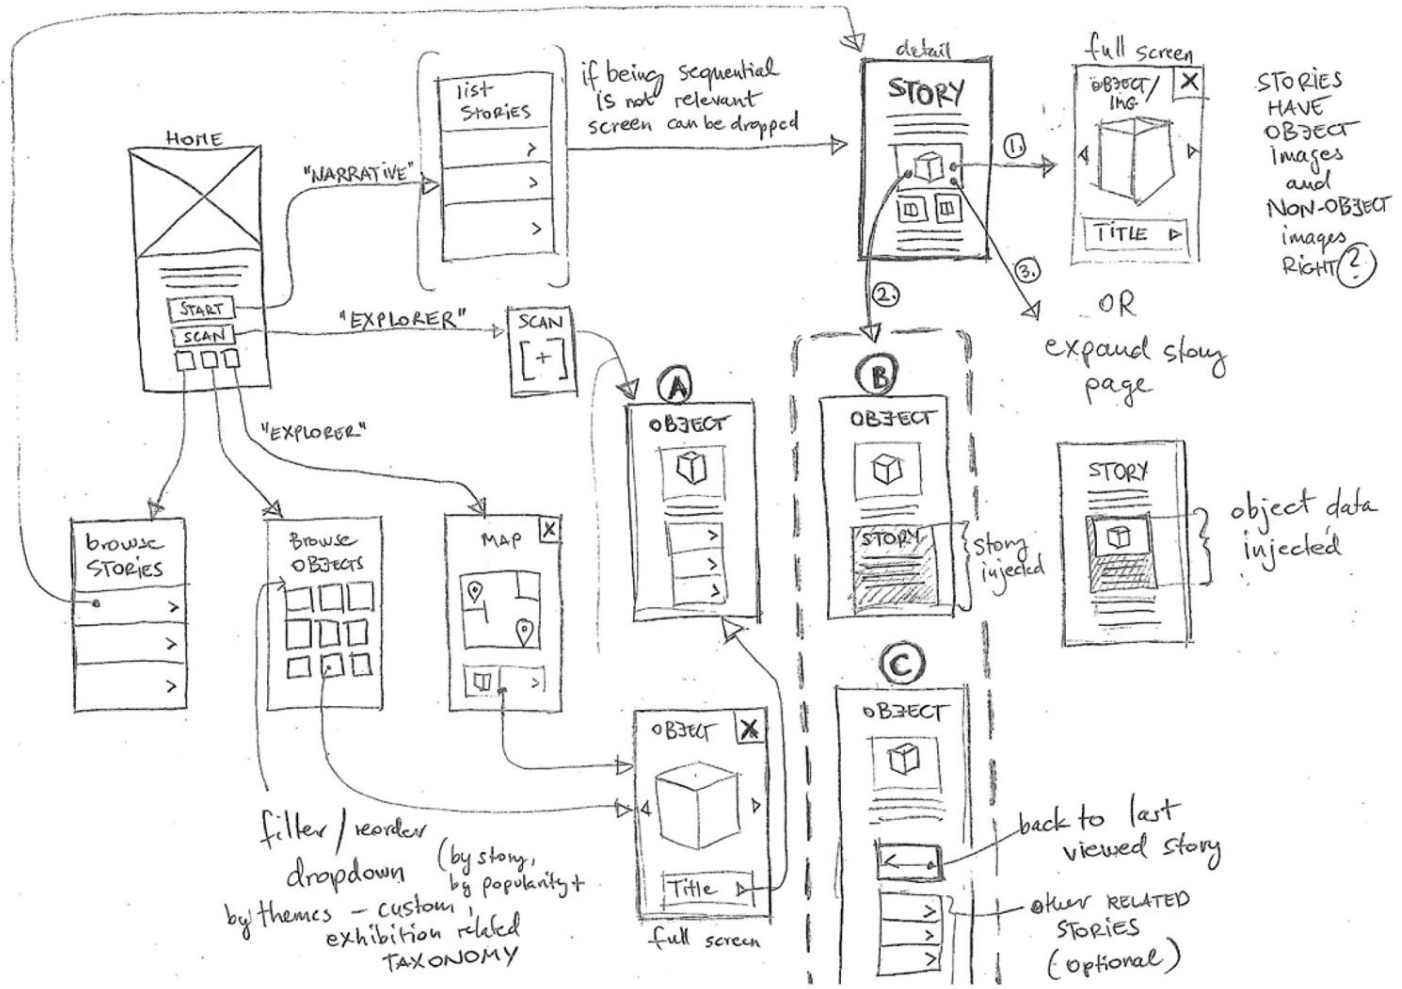 HOME
START
SCAN
"NARRATIVE"
"EXPLORER"
"EXPLORER"
list
STORIES
if being sequential
is not relevant
screen can be dropped
detail
STORY
1.
2.
3.
full screen
OBJECT/
IMG
X
TITLE
STORIES
HAVE
OBJECT
images
and
NON-OBJECT
images
RIGHT?
OR
expand story
page
SCAN
[+]
A
OBJECT
B
OBJECT
STORY
story
injected
STORY
object data
injected
browse
STORIES
Browse
OBJECTS
MAP
X
filter/reorder
dropdown
(by story,
by popularity +
by themes - custom,
exhibition related
TAXONOMY
OBJECT
X
Title
full screen
C
OBJECT
back to last
viewed story
other RELATED
STORIES
(optional)